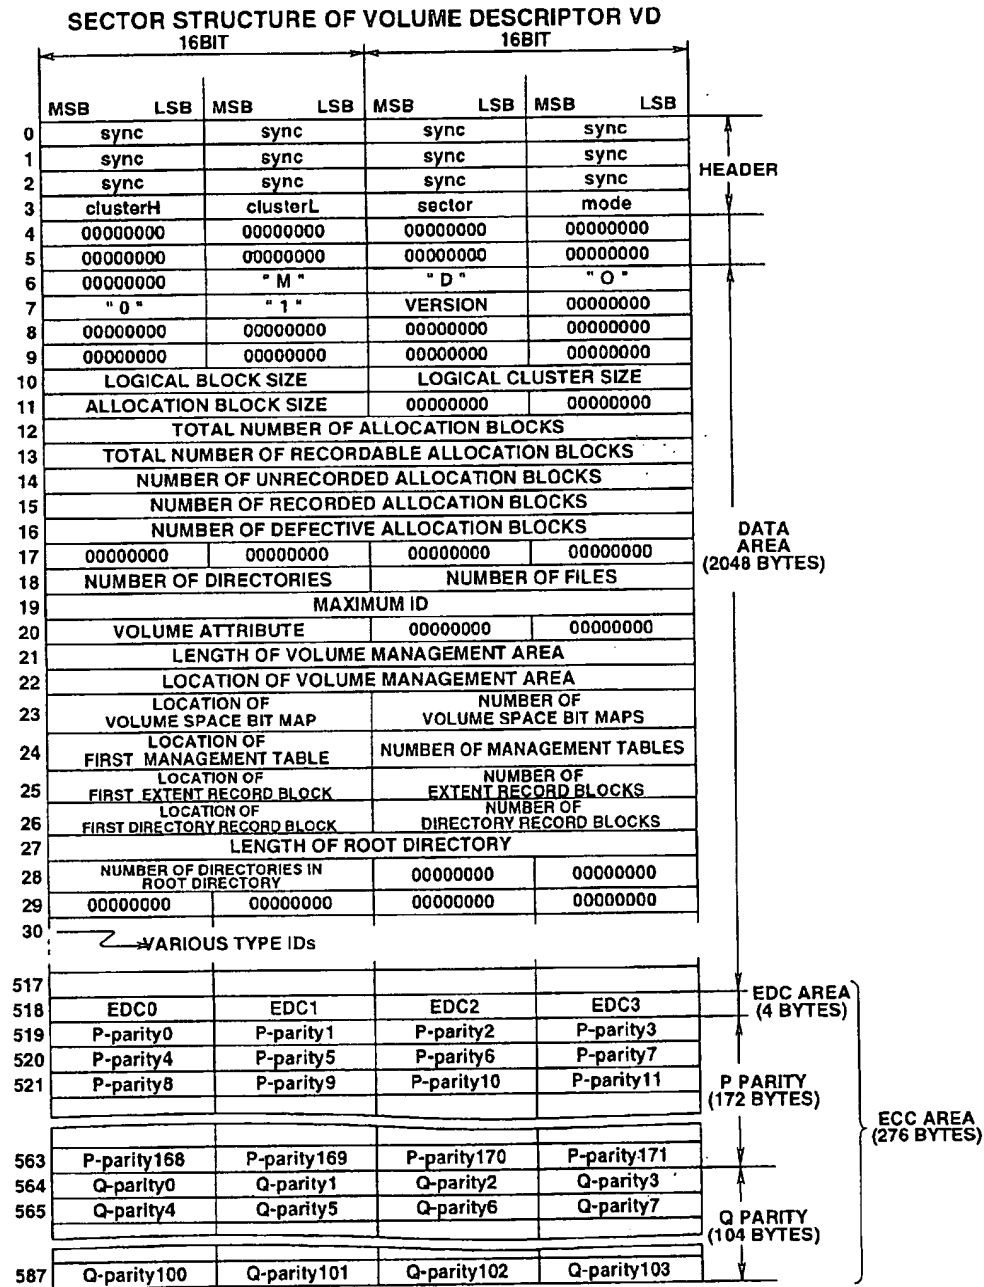 SECTOR STRUCTURE OF VOLUME DESCRIPTOR VD
16BIT 16BIT
MSB LSB MSB LSB MSB LSB MSB LSB
0 sync sync sync sync
1 sync sync sync sync
2 sync sync sync sync
HEADER
3 clusterH clusterL sector mode
4 00000000 00000000 00000000 00000000
5 00000000 00000000 00000000 00000000
6 00000000 "M" "D" "O"
7 "0" "1" VERSION 00000000
8 00000000 00000000 00000000 00000000
9 00000000 00000000 00000000 00000000
10 LOGICAL BLOCK SIZE LOGICAL CLUSTER SIZE
11 ALLOCATION BLOCK SIZE 00000000 00000000
12 TOTAL NUMBER OF ALLOCATION BLOCKS
13 TOTAL NUMBER OF RECORDABLE ALLOCATION BLOCKS
14 NUMBER OF UNRECORDED ALLOCATION BLOCKS
15 NUMBER OF RECORDED ALLOCATION BLOCKS
16 NUMBER OF DEFECTIVE ALLOCATION BLOCKS
DATA
AREA
(2048 BYTES)
17 00000000 00000000 00000000 00000000
18 NUMBER OF DIRECTORIES NUMBER OF FILES
19 MAXIMUM ID
20 VOLUME ATTRIBUTE 00000000 00000000
21 LENGTH OF VOLUME MANAGEMENT AREA
22 LOCATION OF VOLUME MANAGEMENT AREA
23 LOCATION OF
VOLUME SPACE BIT MAP
NUMBER OF
VOLUME SPACE BIT MAPS
24 LOCATION OF
FIRST MANAGEMENT TABLE
NUMBER OF MANAGEMENT TABLES
25 LOCATION OF
FIRST EXTENT RECORD BLOCK
NUMBER OF
EXTENT RECORD BLOCKS
26 LOCATION OF
FIRST DIRECTORY RECORD BLOCK
NUMBER OF
DIRECTORY RECORD BLOCKS
27 LENGTH OF ROOT DIRECTORY
28 NUMBER OF DIRECTORIES IN
ROOT DIRECTORY
00000000 00000000
29 00000000 00000000 00000000 00000000
30
VARIOUS TYPE IDs
517
518 EDC0 EDC1 EDC2 EDC3
EDC AREA
(4 BYTES)
519 P-parity0 P-parity1 P-parity2 P-parity3
520 P-parity4 P-parity5 P-parity6 P-parity7
521 P-parity8 P-parity9 P-parity10 P-parity11
P PARITY
(172 BYTES)
ECC AREA
(276 BYTES)
563 P-parity168 P-parity169 P-parity170 P-parity171
564 Q-parity0 Q-parity1 Q-parity2 Q-parity3
565 Q-parity4 Q-parity5 Q-parity6 Q-parity7
Q PARITY
(104 BYTES)
587 Q-parity100 Q-parity101 Q-parity102 Q-parity103